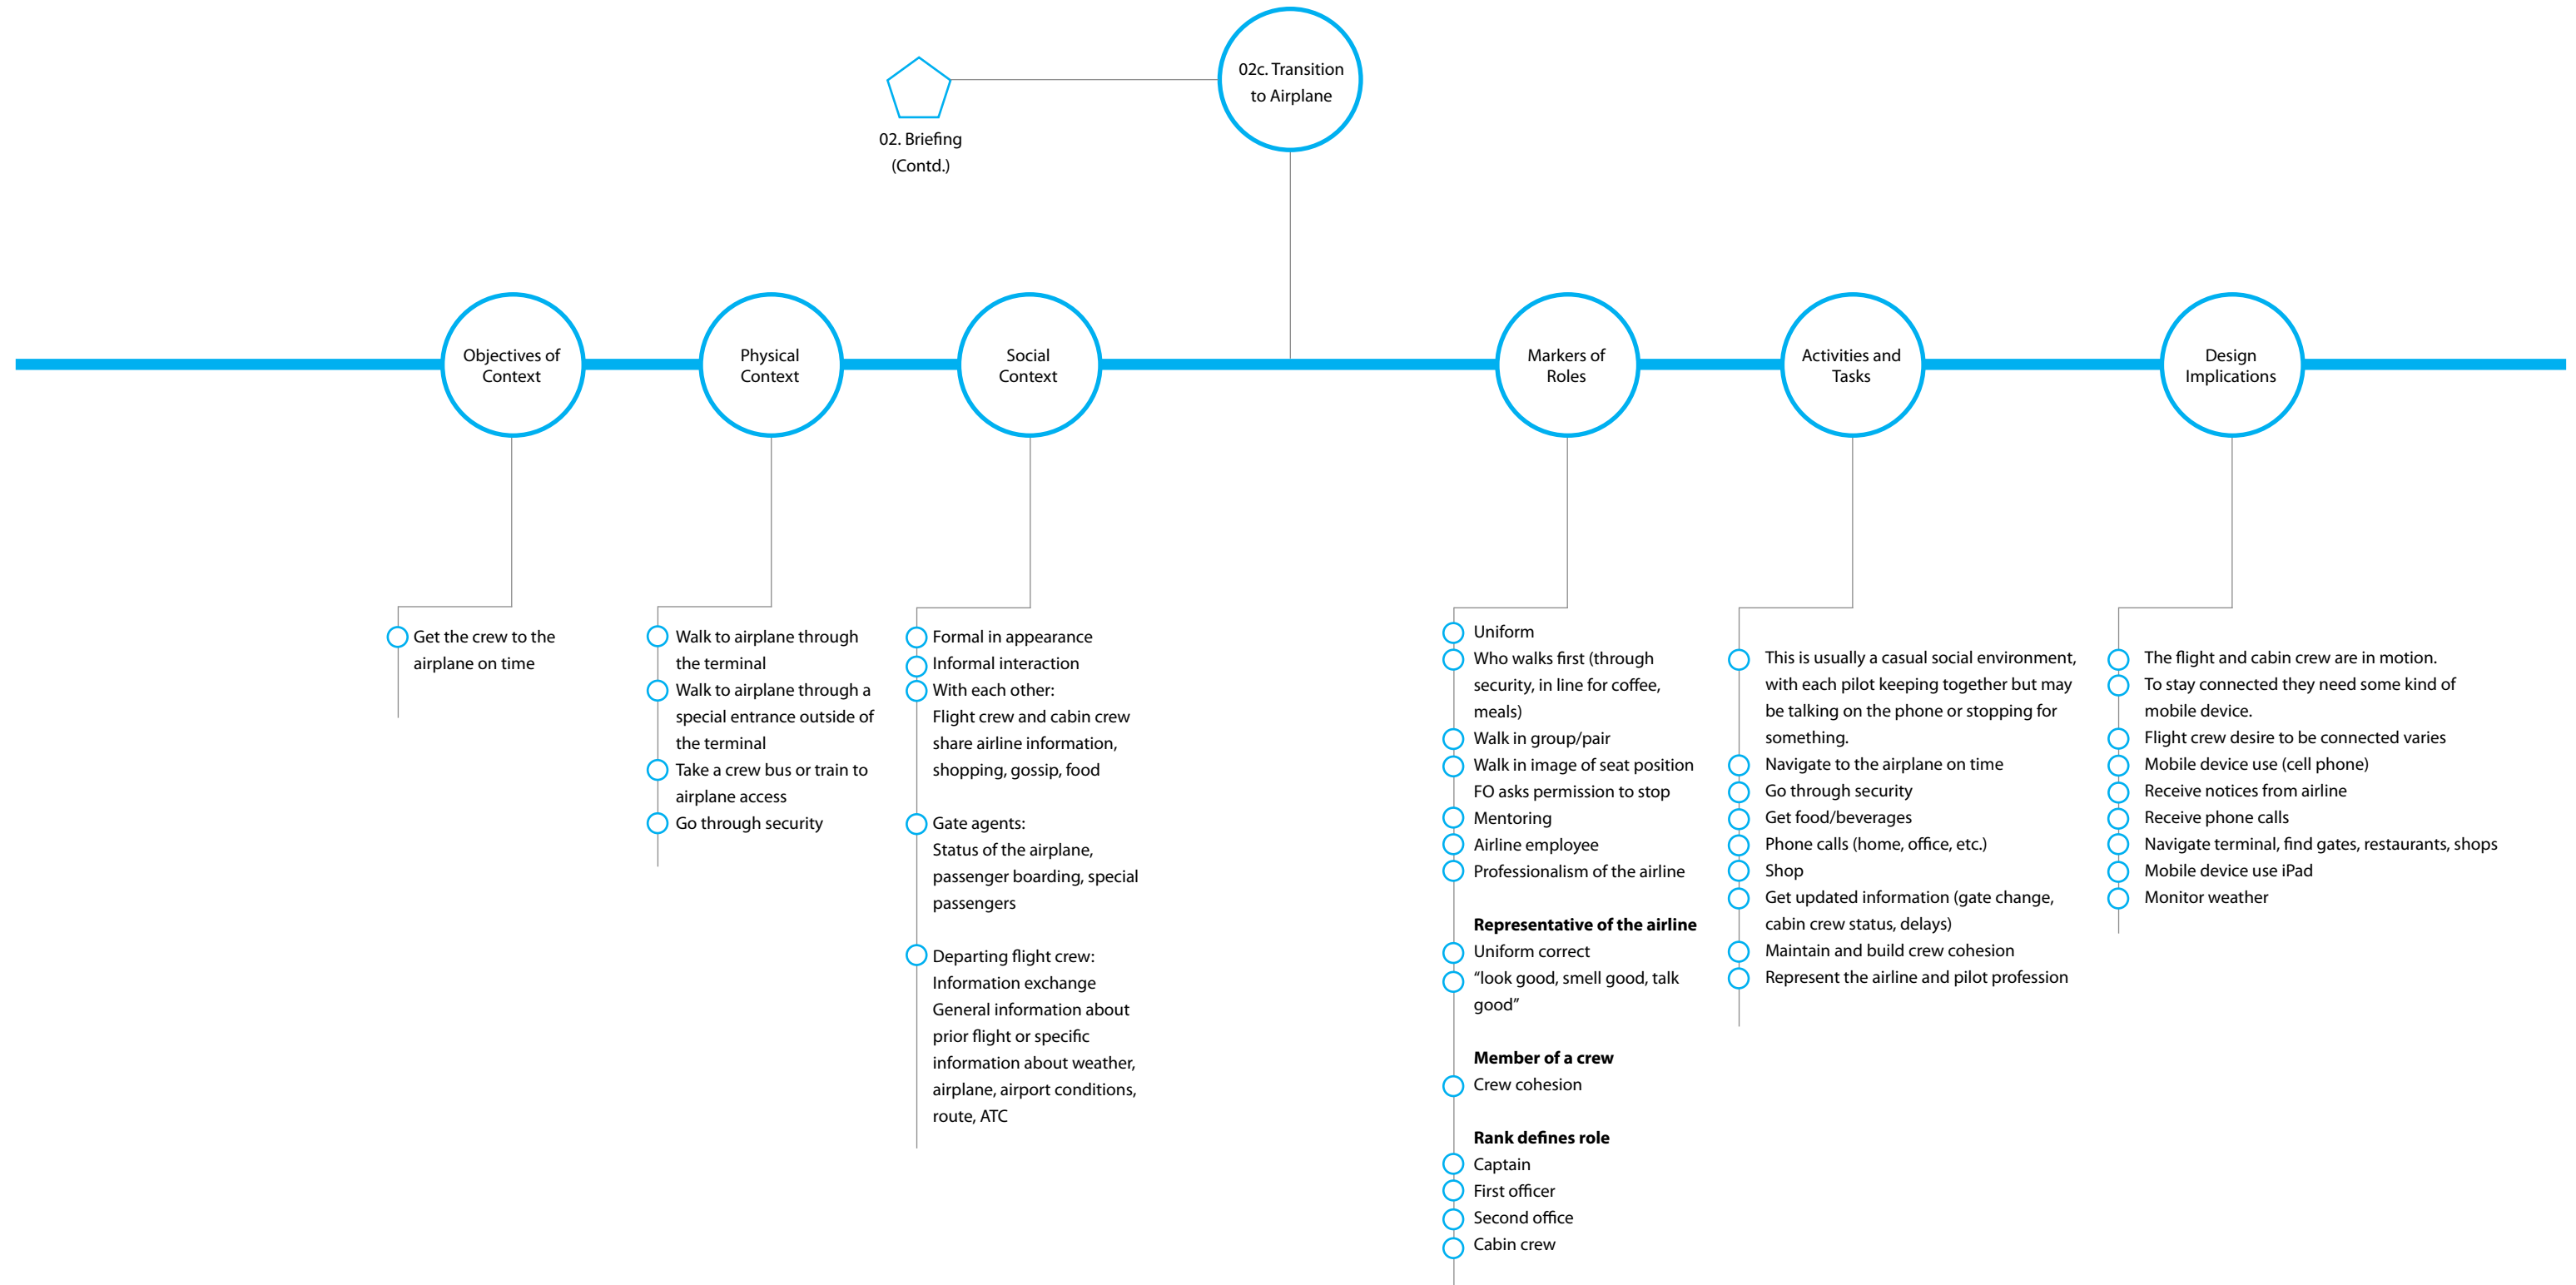 02c. Transition
to Airplane
02. Briefing
(Contd.)
Objectives of
Context
Physical
Context
Social
Context
Markers of
Roles
Activities and
Tasks
Design
Implications
Get the crew to the
airplane on time
Walk to airplane through
the terminal
Walk to airplane through a
special entrance outside of
the terminal
Take a crew bus or train to
airplane access
Go through security
Formal in appearance
Informal interaction
With each other:
Flight crew and cabin crew
share airline information,
shopping, gossip, food
Gate agents:
Status of the airplane,
passenger boarding, special
passengers
Departing flight crew:
Information exchange
General information about
prior flight or specific
information about weather,
airplane, airport conditions,
route, ATC
Uniform
Who walks first (through
security, in line for coffee,
meals)
Walk in group/pair
Walk in image of seat position
FO asks permission to stop
Mentoring
Airline employee
Professionalism of the airline
Representative of the airline
Uniform correct
“look good, smell good, talk
good”
Member of a crew
Crew cohesion
Rank defines role
Captain
First officer
Second office
Cabin crew
This is usually a casual social environment,
with each pilot keeping together but may
be talking on the phone or stopping for
something.
Navigate to the airplane on time
Go through security
Get food/beverages
Phone calls (home, office, etc.)
Shop
Get updated information (gate change,
cabin crew status, delays)
Maintain and build crew cohesion
Represent the airline and pilot profession
The flight and cabin crew are in motion.
To stay connected they need some kind of
mobile device.
Flight crew desire to be connected varies
Mobile device use (cell phone)
Receive notices from airline
Receive phone calls
Navigate terminal, find gates, restaurants, shops
Mobile device use iPad
Monitor weather